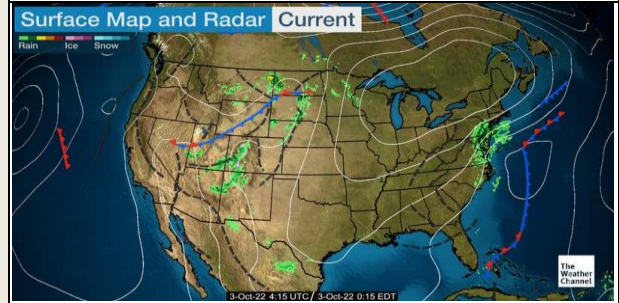 Surface Map and Radar Current
Rain Ice Snow
The
Weather
Channel
3-Oct-22 4:15 UTC / 3-Oct-22 0:15 EDT